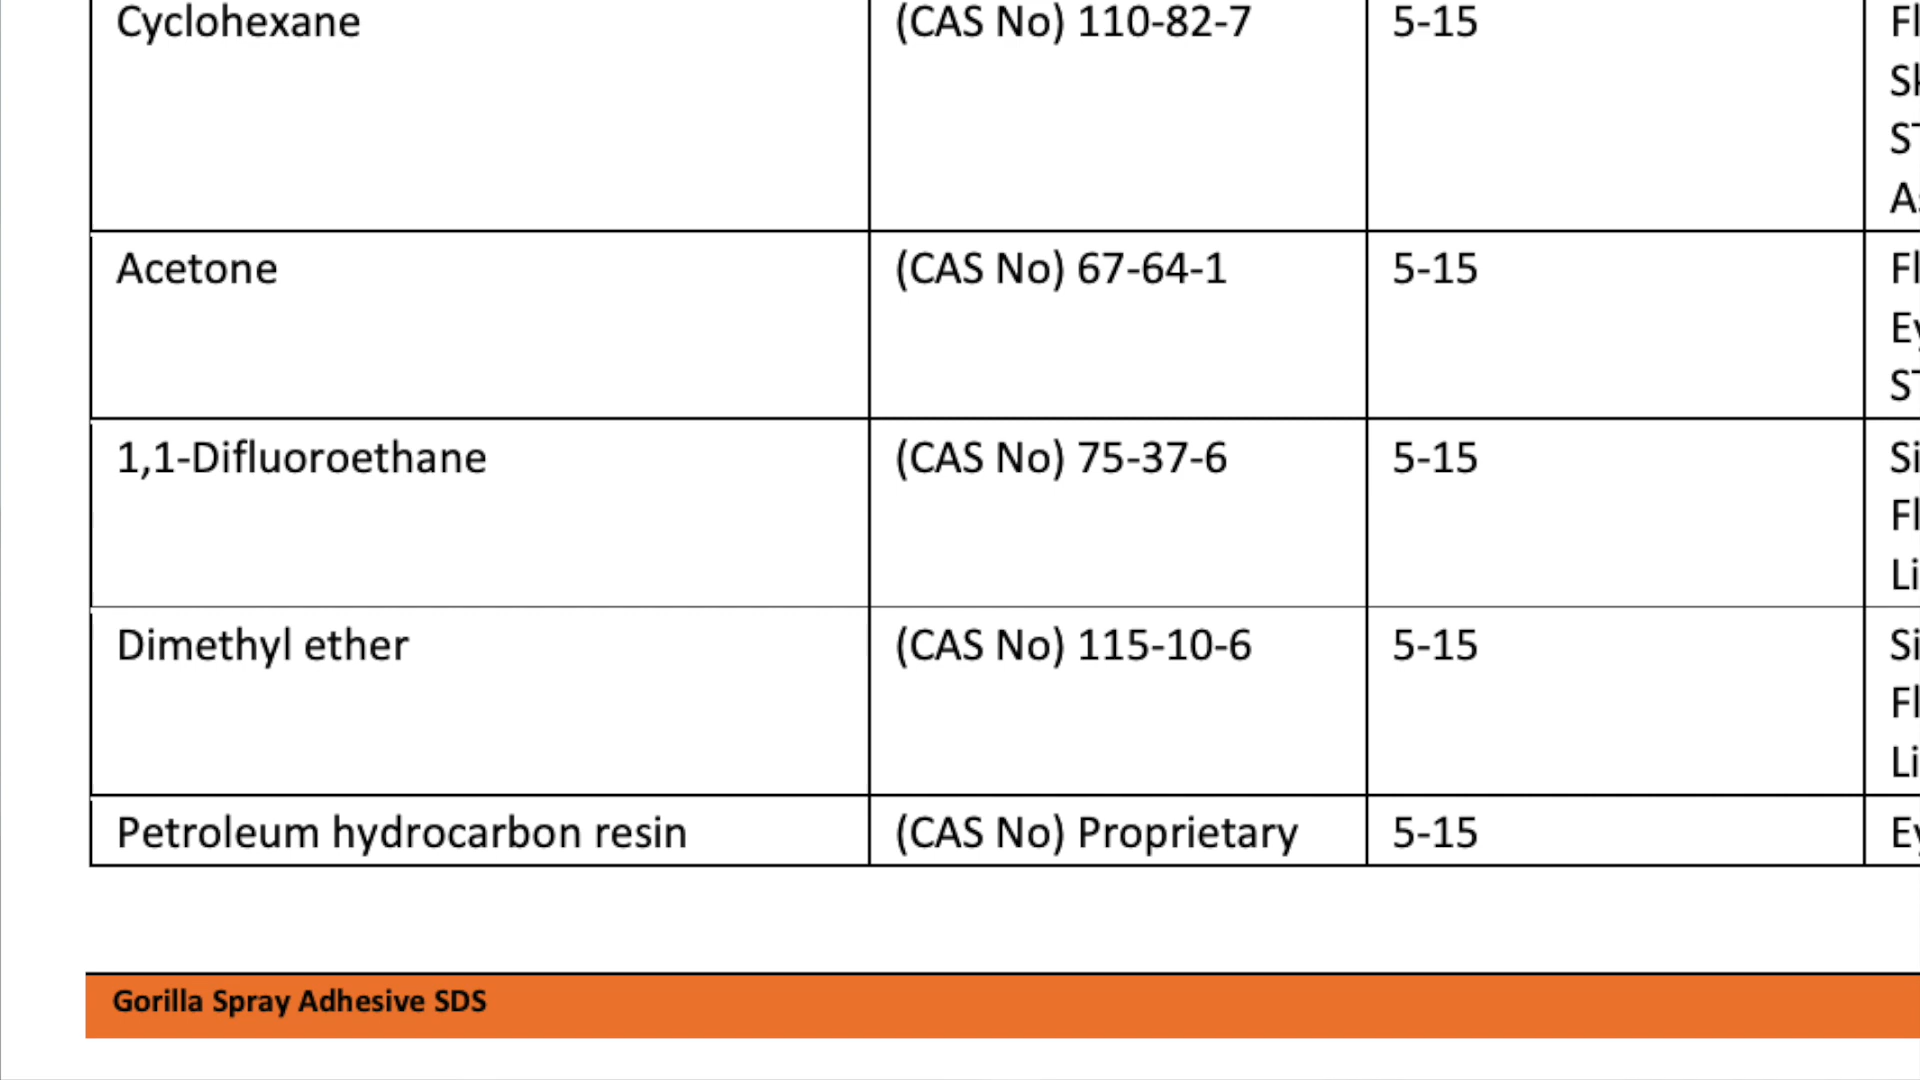 Cyclohexane (CAS No) 110-82-7 5-15
Acetone (CAS No) 67-64-1 5-15
1,1-Difluoroethane (CAS No) 75-37-6 5-15
Dimethyl ether (CAS No) 115-10-6 5-15
Petroleum hydrocarbon resin (CAS No) Proprietary 5-15
Gorilla Spray Adhesive SDS